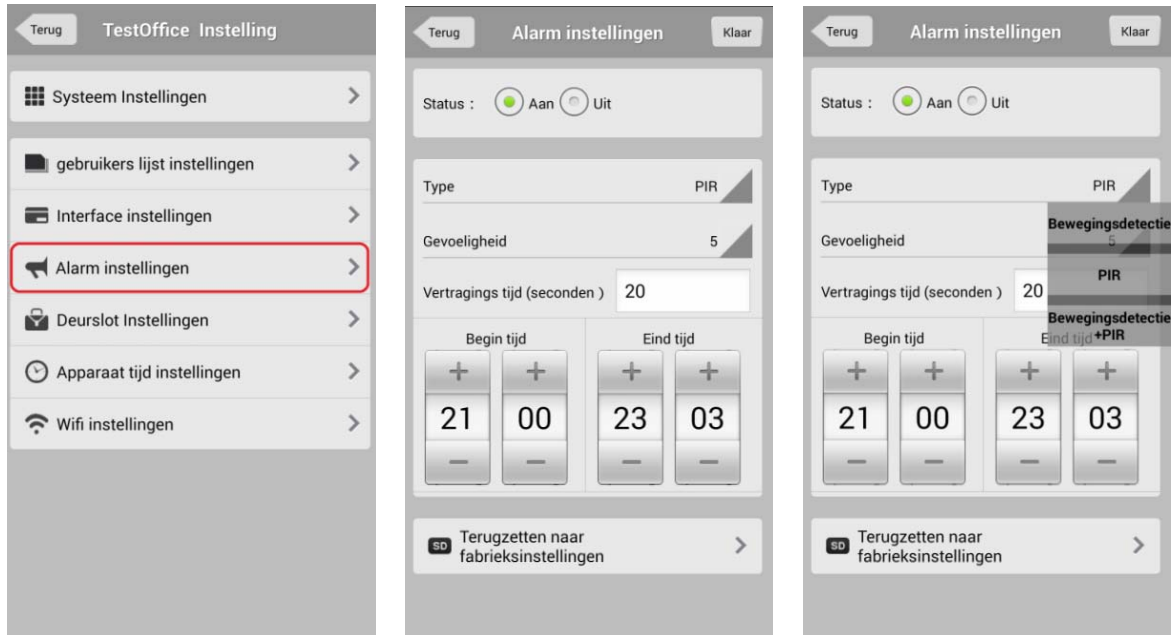 Terug
TestOffice Instelling
Systeem Instellingen
gebruikers lijst instellingen
Interface instellingen
Alarm instellingen
Deurslot Instellingen
Apparaat tijd instellingen
Wifi instellingen
Terug
Alarm instellingen
Klaar
Status :
Aan
Uit
Type
PIR
Gevoeligheid
5
Vertragings tijd (seconden )
20
Begin tijd
Eind tijd
+ + + +
21 00 23 03
− − − −
SD
Terugzetten naar
fabrieksinstellingen
Terug
Alarm instellingen
Klaar
Status :
Aan
Uit
Type
PIR
Gevoeligheid
5
Bewegingsdetectie
PIR
Bewegingsdetectie
+PIR
Vertragings tijd (seconden )
20
Begin tijd
Eind tijd
+ + + +
21 00 23 03
− − − −
SD
Terugzetten naar
fabrieksinstellingen